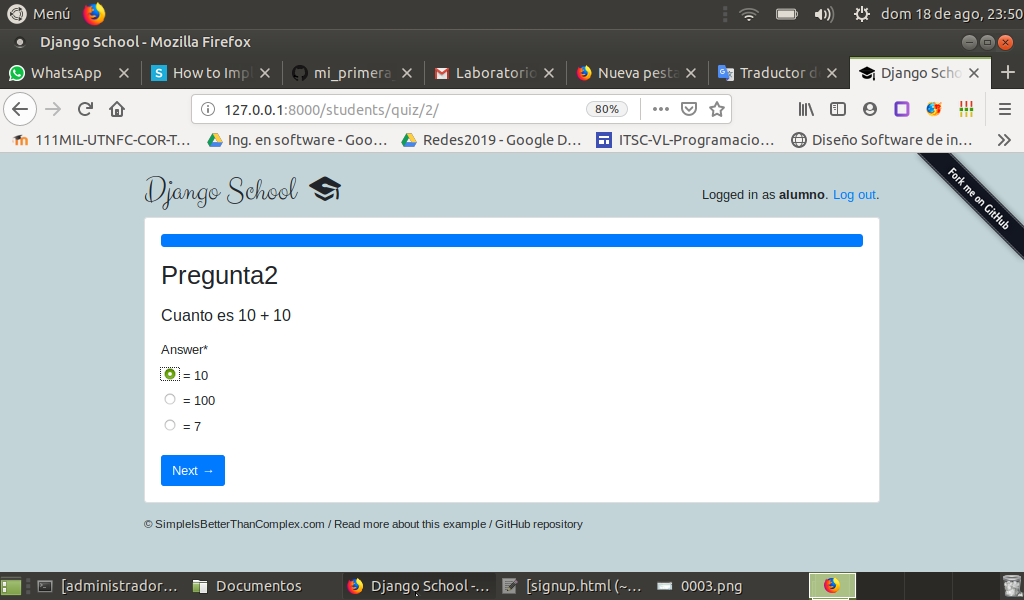 Menú
dom 18 de ago, 23:50
Django School - Mozilla Firefox
WhatsApp
How to Impl
mi_primera
Laboratorio
Nueva pesta
Traductor d
Django Scho
127.0.0.1:8000/students/quiz/2/
80%
111MIL-UTNFC-COR-T...
Ing. en software - Goo...
Redes2019 - Google D...
ITSC-VL-Programacio...
Diseño Software de in...
Django School
Logged in as alumno. Log out.
Fork me on GitHub
Pregunta2
Cuanto es 10 + 10
Answer*
= 10
= 100
= 7
Next →
© SimpleIsBetterThanComplex.com / Read more about this example / GitHub repository
[administrador...
Documentos
Django School -...
[signup.html (~...
0003.png